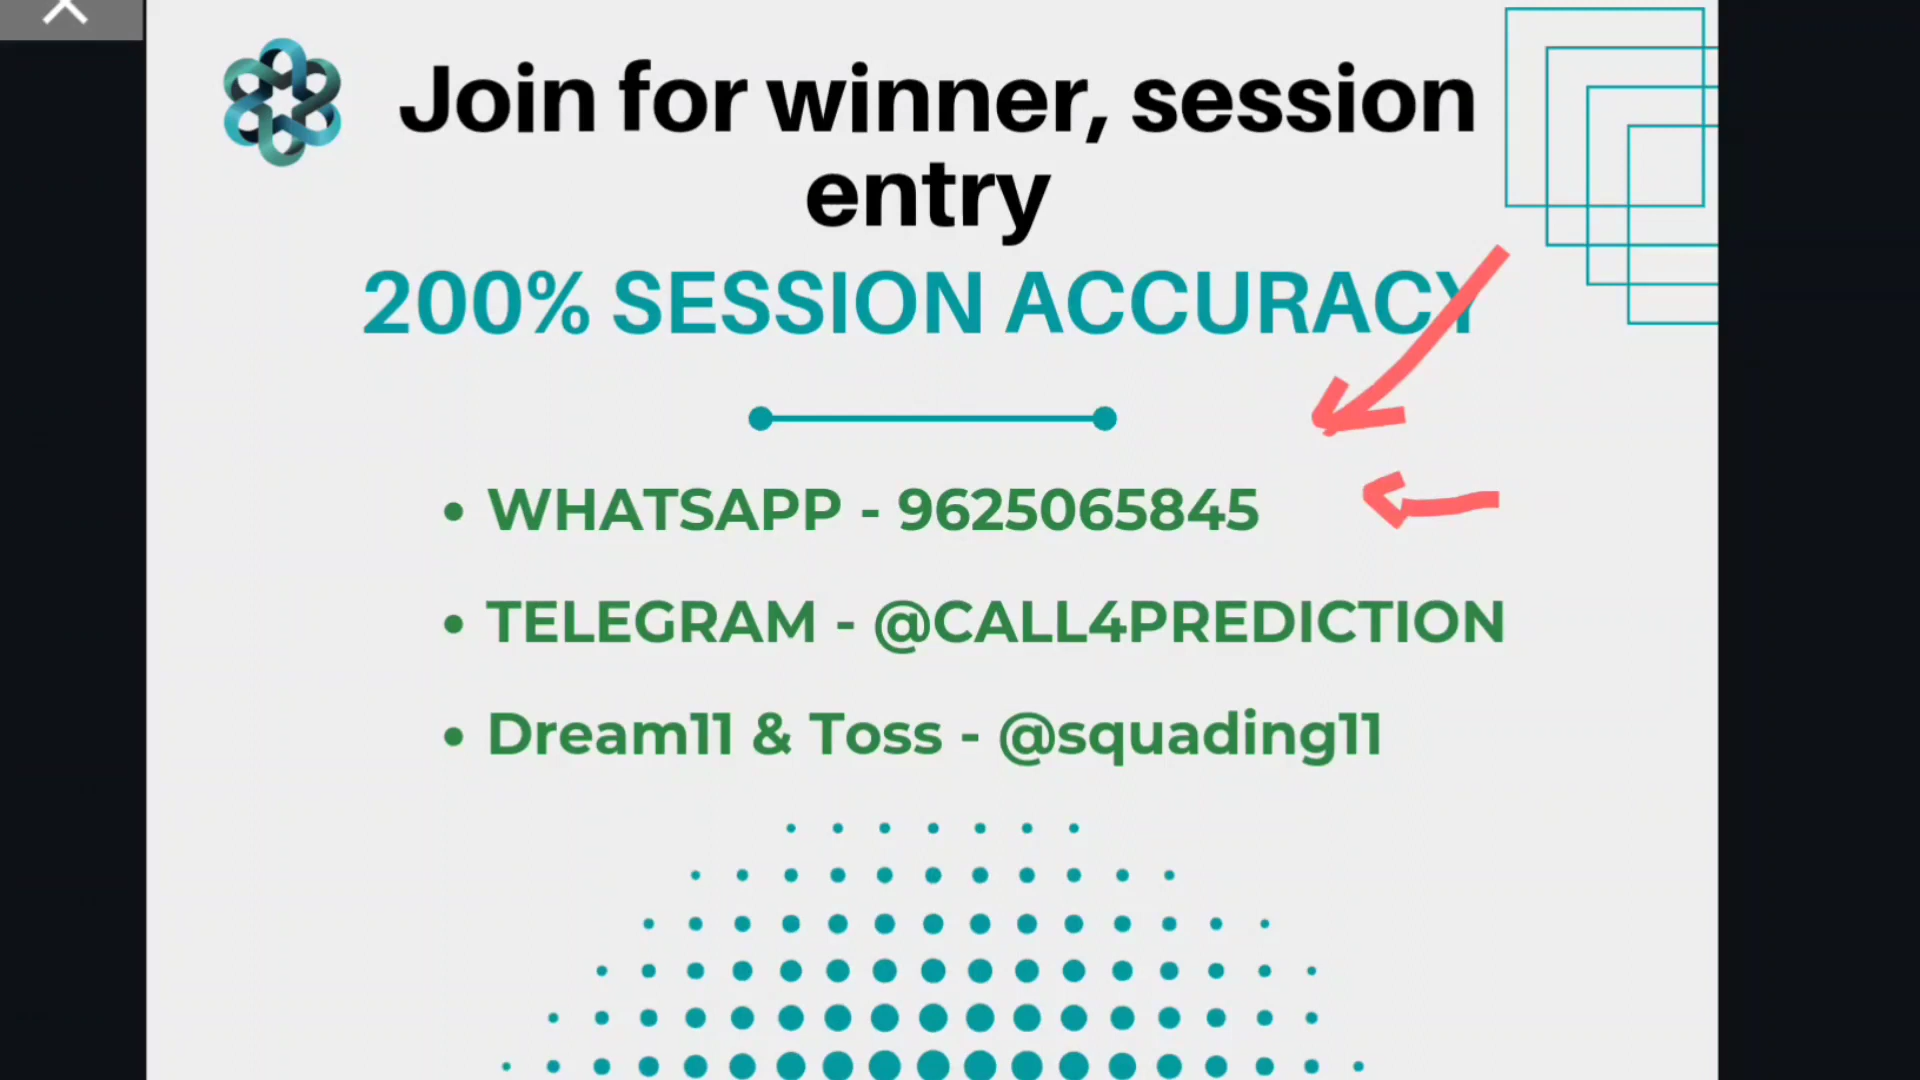 Join for winner, session
entry
200% SESSION ACCURACY
• WHATSAPP - 9625065845
• TELEGRAM - @CALL4PREDICTION
• Dream11 & Toss - @squading11